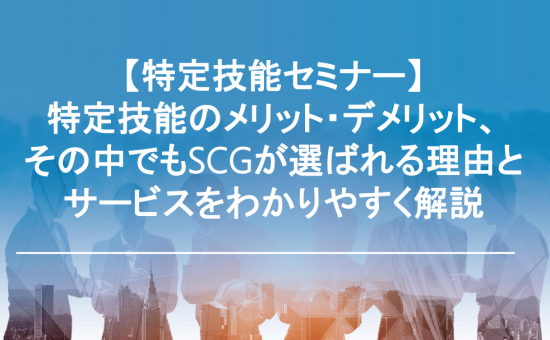 【特定技能セミナー】
特定技能のメリット・デメリット、
その中でもSCGが選ばれる理由と
サービスをわかりやすく解説